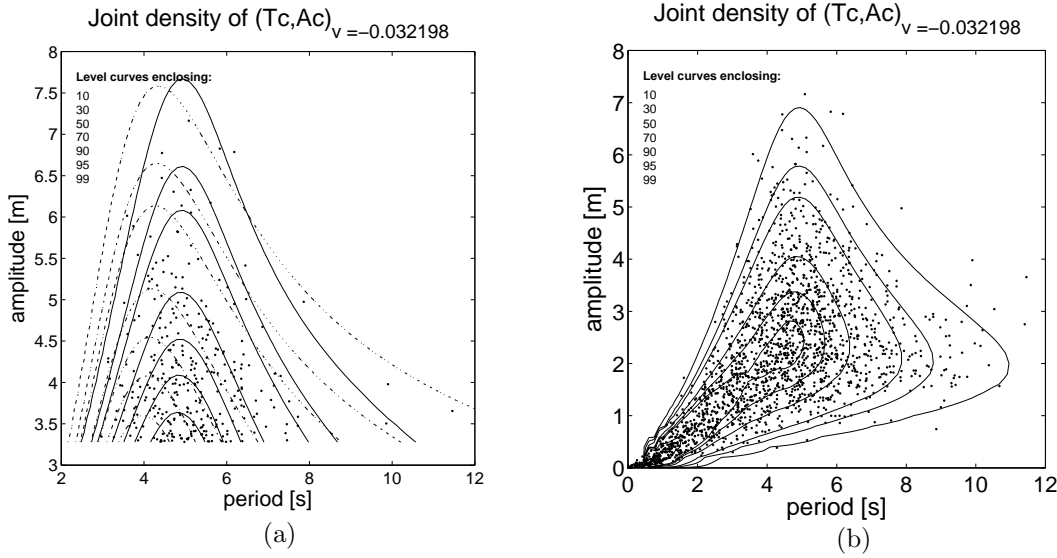 Joint density of (Tc,Ac)v =−0.032198
Level curves enclosing:
10
30
50
70
90
95
99
8
7.5
7
6.5
6
5.5
5
4.5
4
3.5
3
2 4 6 8 10 12
amplitude [m]
period [s]
(a)
Joint density of (Tc,Ac)v =−0.032198
Level curves enclosing:
10
30
50
70
90
95
99
8
7
6
5
4
3
2
1
0
0 2 4 6 8 10 12
amplitude [m]
period [s]
(b)